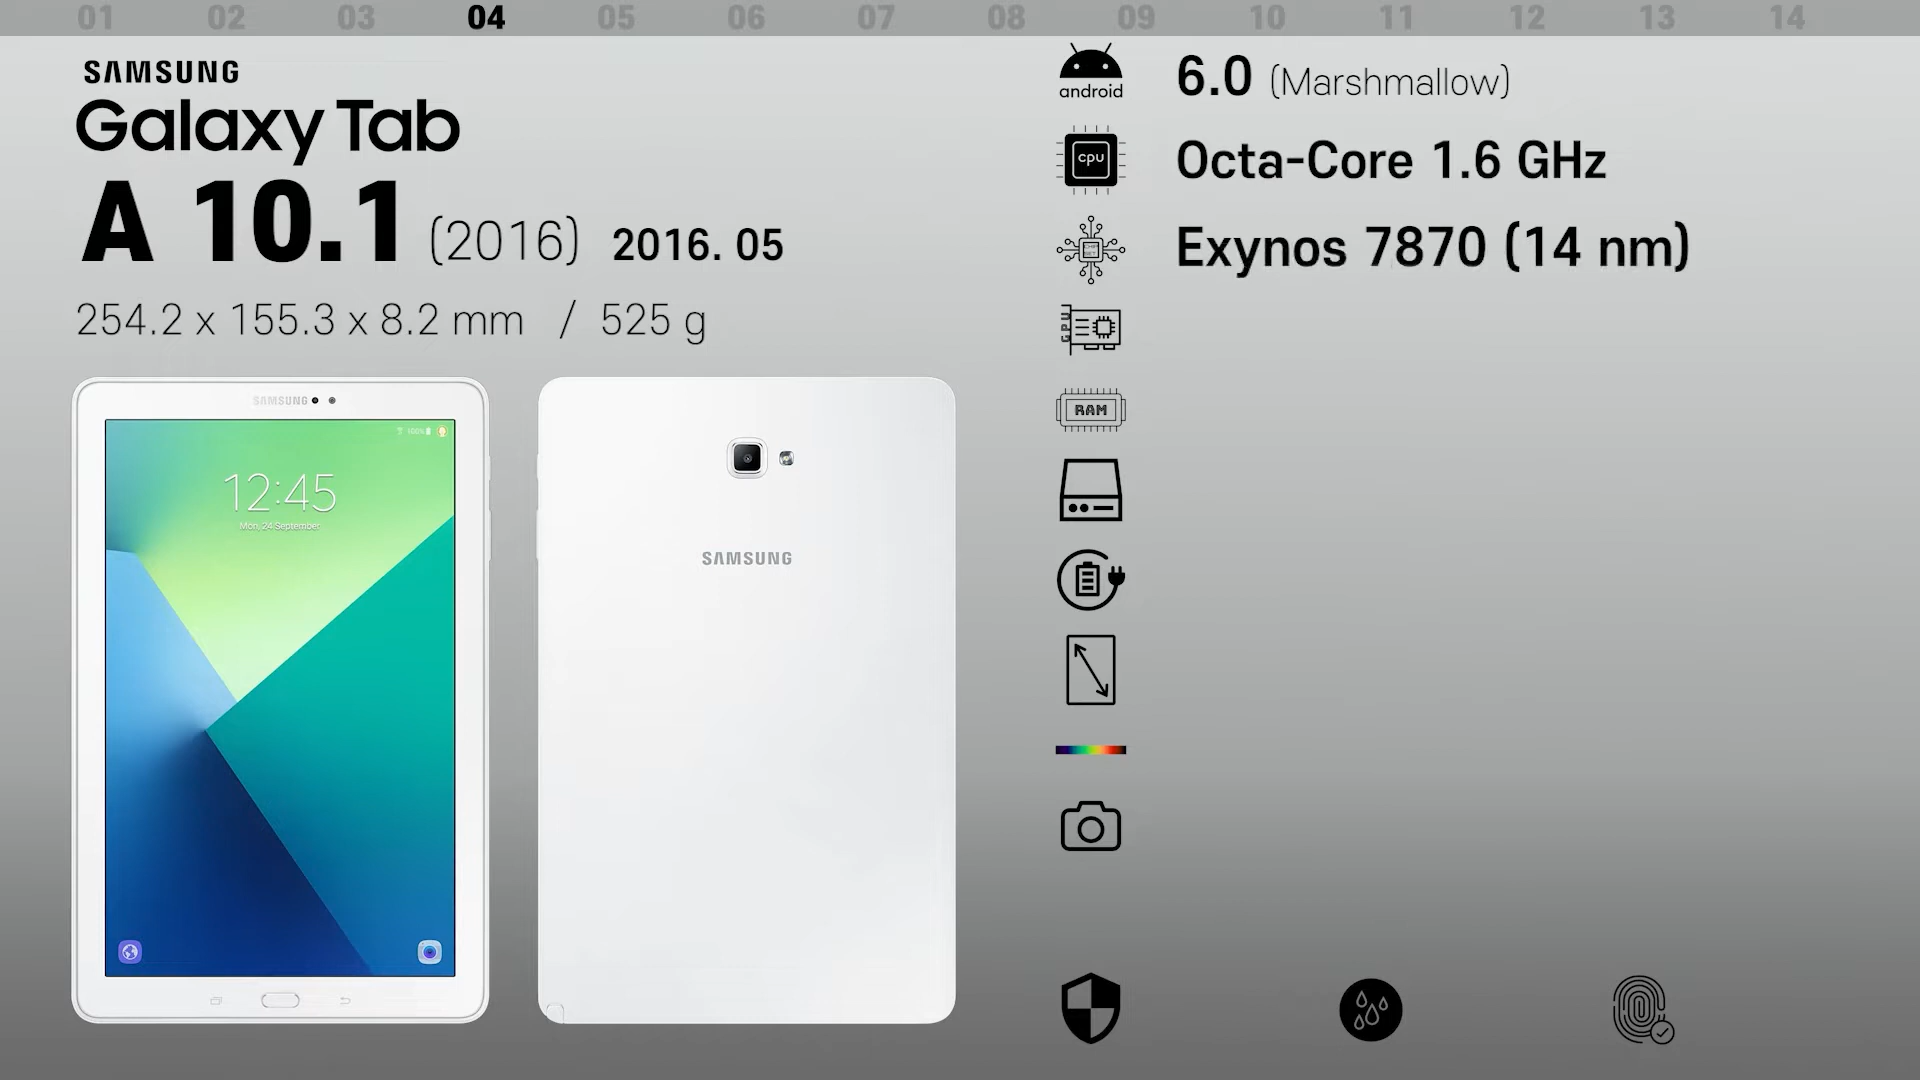 01 02 03 04 05 06 07 08 09 10 11 12 13 14
SAMSUNG
Galaxy Tab
A 10.1 (2016) 2016. 05
254.2 x 155.3 x 8.2 mm / 525 g
SAMSUNG
100%
12:45
Mon, 24 September
SAMSUNG
android
6.0 (Marshmallow)
CPU
Octa-Core 1.6 GHz
Exynos 7870 (14 nm)
GPU
RAM